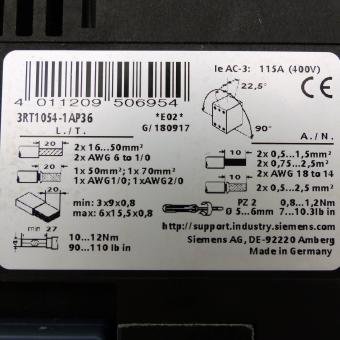 Ie AC-3: 115A (400V)
4 011209 506954
3RT1054-1AP36
*E02*
G/180917
22,5°
90°
L./T.
A./N.
20
2x 16...50mm²
2x AWG 6 to 1/0
20
1x 50mm²; 1x 70mm²
1x AWG1/0; 1xAWG2/0
20
min: 3x9x0,8
max: 6x15,5x0,8
min 27
10...12Nm
90...110 lb in
10
2x 0,5...1,5mm²
2x 0,75...2,5m²
2x AWG 18 to 14
10
2x 0,5...2,5 mm²
PZ 2
Ø 5...6mm
0,8...1,2Nm
7...10.3lb in
http://support.industry.siemens.com
Siemens AG, DE-92220 Amberg
Made in Germany